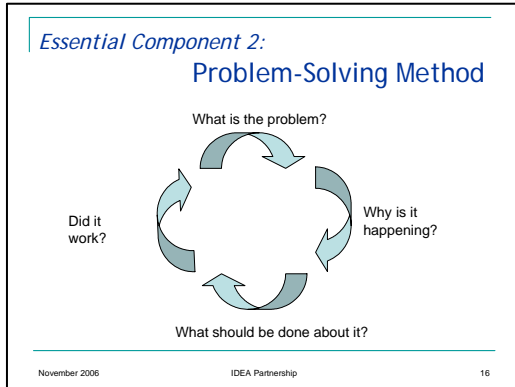 Essential Component 2:
Problem-Solving Method
What is the problem?
Why is it
happening?
What should be done about it?
Did it
work?
November 2006
IDEA Partnership
16